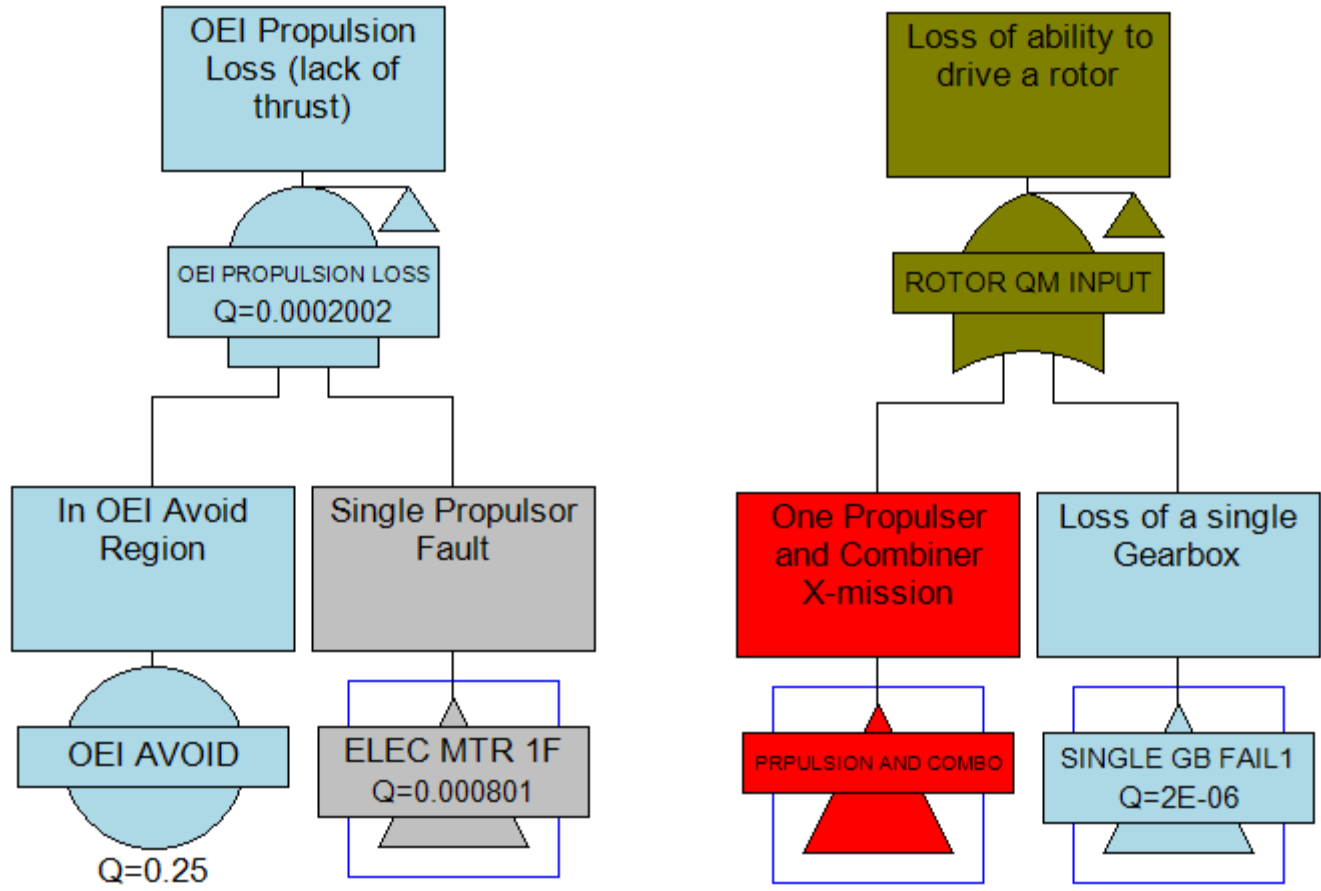 OEI Propulsion
Loss (lack of
thrust)
OEI PROPULSION LOSS
Q=0.0002002
In OEI Avoid
Region
OEI AVOID
Q=0.25
Single Propulsor
Fault
ELEC MTR 1F
Q=0.000801
Loss of ability to
drive a rotor
ROTOR QM INPUT
One Propulser
and Combiner
X-mission
PRPULSION AND COMBO
Loss of a single
Gearbox
SINGLE GB FAIL1
Q=2E-06